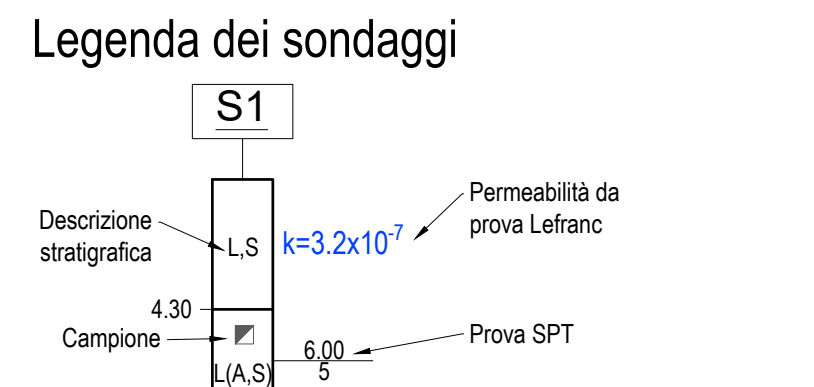 Legenda dei sondaggi
S1
Permeabilità da
prova Lefranc
Descrizione
stratigrafica
L,S
k=3.2x10⁻⁷
4.30
Campione
Prova SPT
6.00
5
L(A,S)